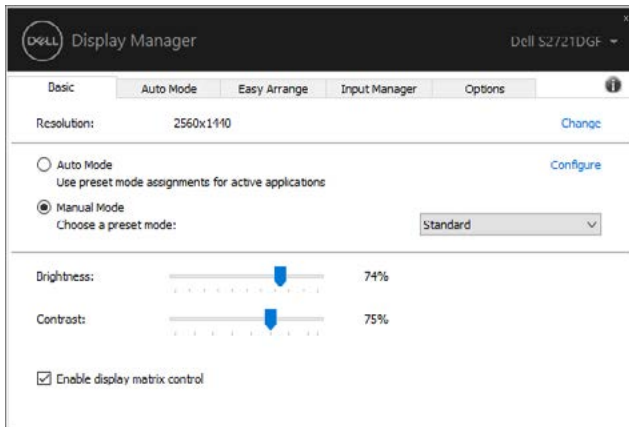 DELL Display Manager
Dell S2721DGF
Basic Auto Mode Easy Arrange Input Manager Options
Resolution: 2560x1440 Change
Auto Mode Configure
Use preset mode assignments for active applications
Manual Mode
Choose a preset mode: Standard
Brightness: 74%
Contrast: 75%
Enable display matrix control